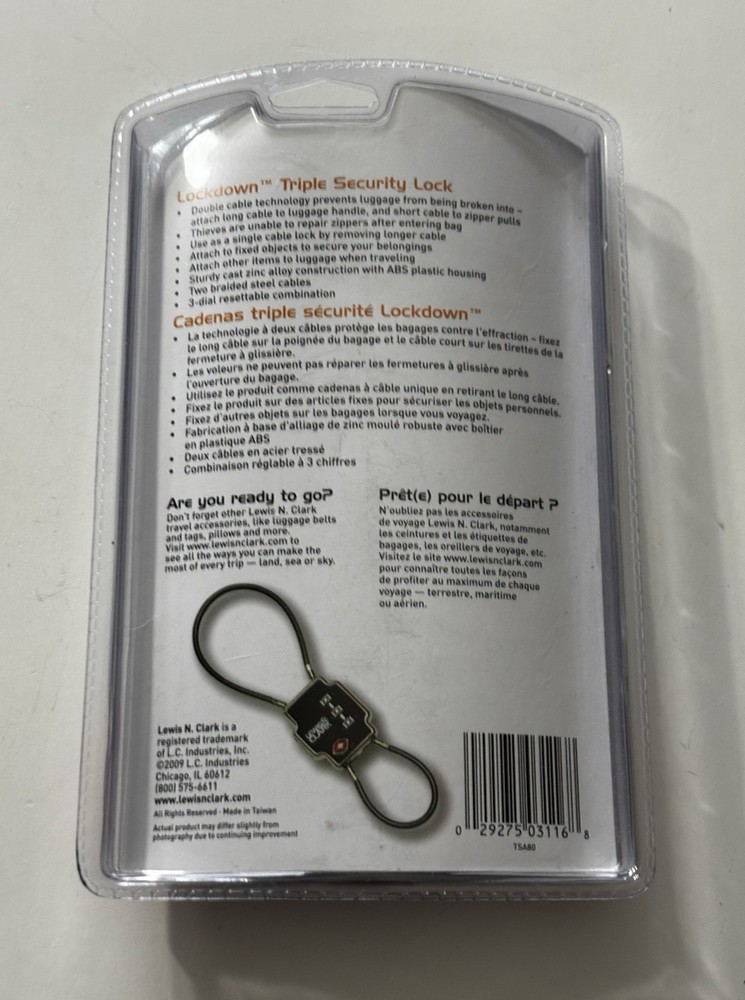 Lockdown™ Triple Security Lock
• Double cable technology prevents luggage from being broken into –
attach long cable to luggage handle, and short cable to zipper pulls
• Thieves are unable to repair zippers after entering bag
• Use as a single cable lock by removing longer cable
• Attach to fixed objects to secure your belongings
• Attach other items to luggage when traveling
• Sturdy cast zinc alloy construction with ABS plastic housing
• Two braided steel cables
• 3-dial resettable combination
Cadenas triple sécurité Lockdown™
• La technologie à deux câbles protège les bagages contre l'effraction – fixez
le long câble sur la poignée du bagage et le câble court sur les tirettes de la
fermeture à glissière.
• Les voleurs ne peuvent pas réparer les fermetures à glissière après
l'ouverture du bagage.
• Utilisez le produit comme cadenas à câble unique en retirant le long câble.
• Fixez le produit sur des articles fixes pour sécuriser les objets personnels.
• Fixez d'autres objets sur les bagages lorsque vous voyagez.
• Fabrication à base d'alliage de zinc moulé robuste avec boîtier
en plastique ABS
• Deux câbles en acier tressé
• Combinaison réglable à 3 chiffres
Are you ready to go?
Don't forget other Lewis N. Clark
travel accessories, like luggage belts
and tags, pillows and more.
Visit www.lewisnclark.com to
see all the ways you can make the
most of every trip — land, sea or sky.
Prêt(e) pour le départ ?
N'oubliez pas les accessoires
de voyage Lewis N. Clark, notamment
les ceintures et les étiquettes de
bagages, les oreillers de voyage, etc.
Visitez le site www.lewisnclark.com
pour connaître toutes les façons
de profiter au maximum de chaque
voyage — terrestre, maritime
ou aérien.
LEWIS N. CLARK
Lewis N. Clark is a
registered trademark
of L.C. Industries, Inc.
©2009 L.C. Industries
Chicago, IL 60612
(800) 575-6611
www.lewisnclark.com
All Rights Reserved - Made in Taiwan
Actual product may differ slightly from
photography due to continuing improvement
0 29275 03116 8
TSA80